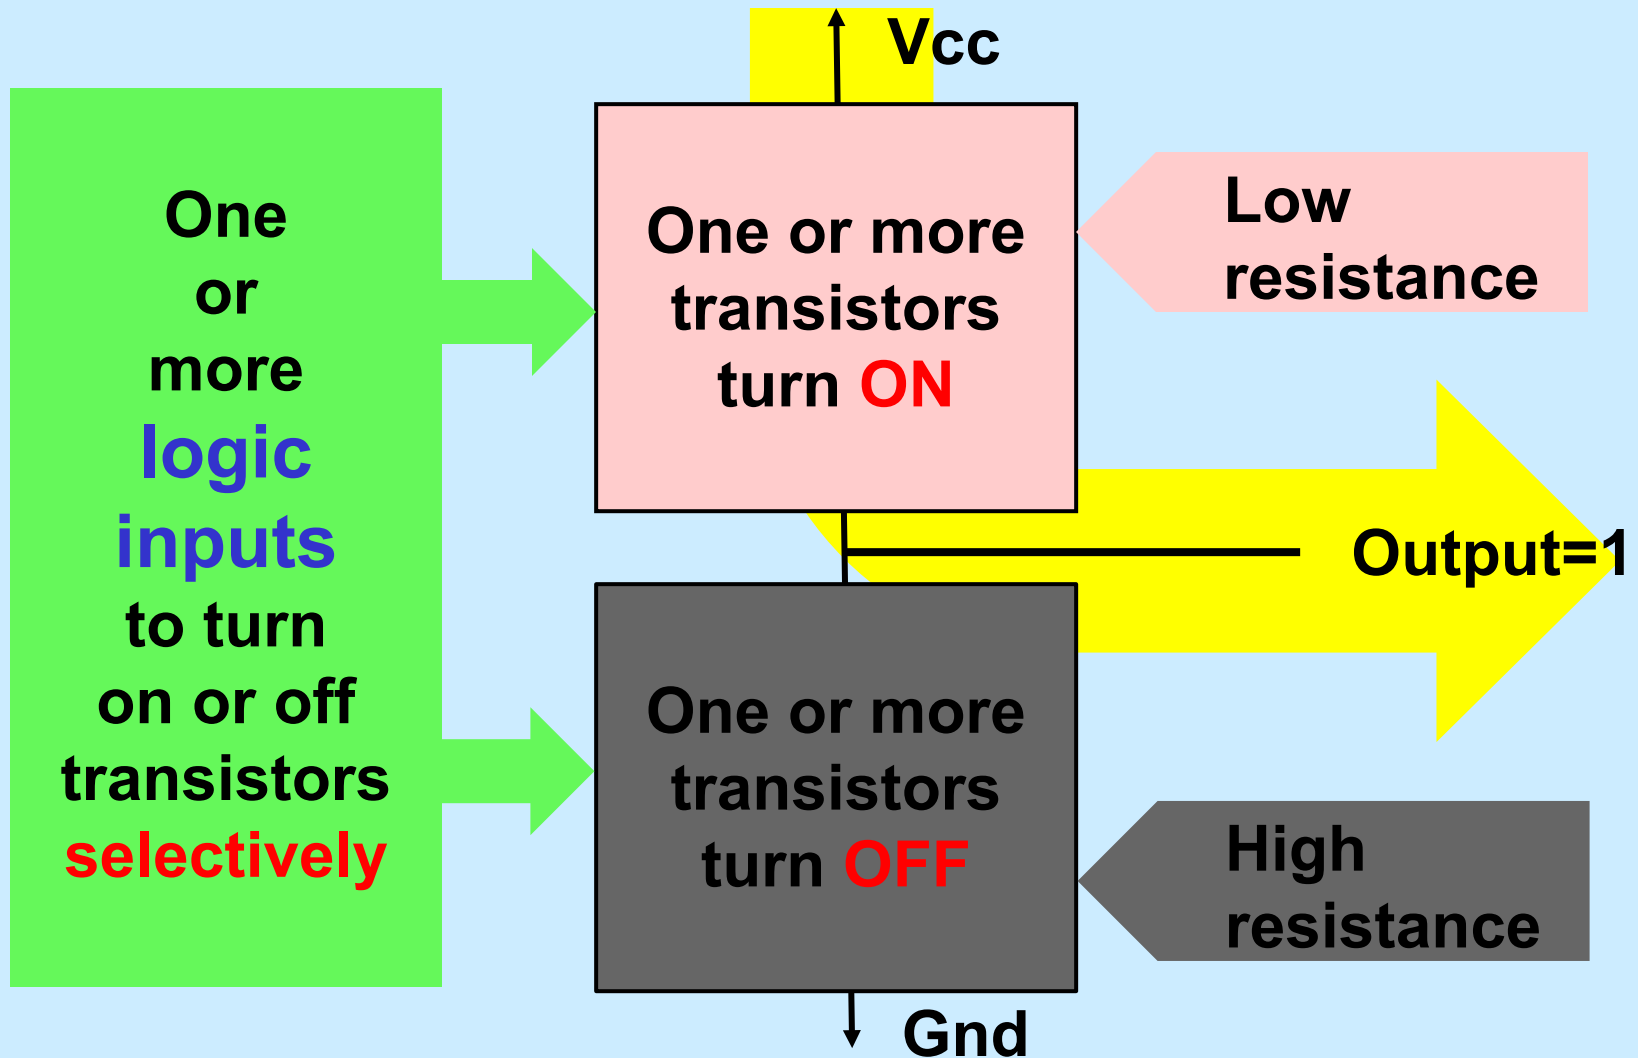 Vcc
One
or
more
logic
inputs
to turn
on or off
transistors
selectively
One or more
transistors
turn ON
Low
resistance
Output=1
One or more
transistors
turn OFF
High
resistance
Gnd